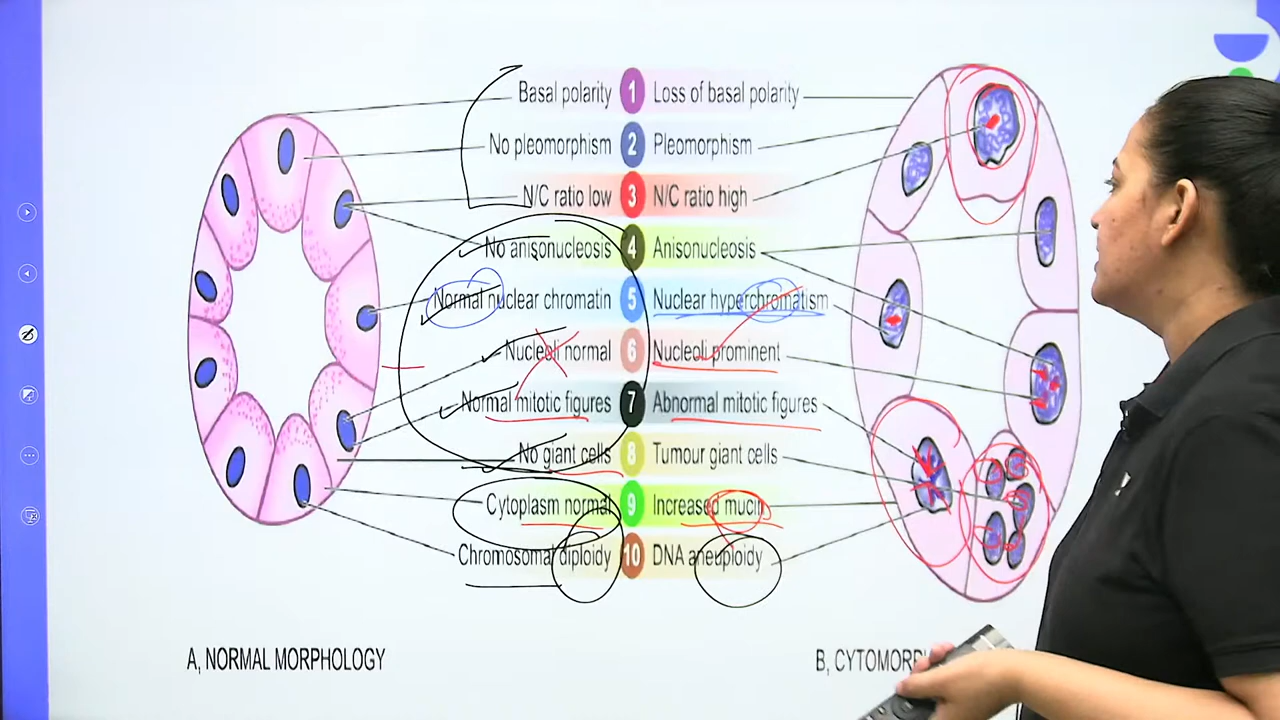 Basal polarity 1 Loss of basal polarity
No pleomorphism 2 Pleomorphism
N/C ratio low 3 N/C ratio high
No anisonucleosis 4 Anisonucleosis
Normal nuclear chromatin 5 Nuclear hyperchromatism
Nucleoli normal 6 Nucleoli prominent
Normal mitotic figures 7 Abnormal mitotic figures
No giant cells 8 Tumour giant cells
Cytoplasm normal 9 Increased mucin
Chromosomal diploidy 10 DNA aneuploidy
A, NORMAL MORPHOLOGY
B,